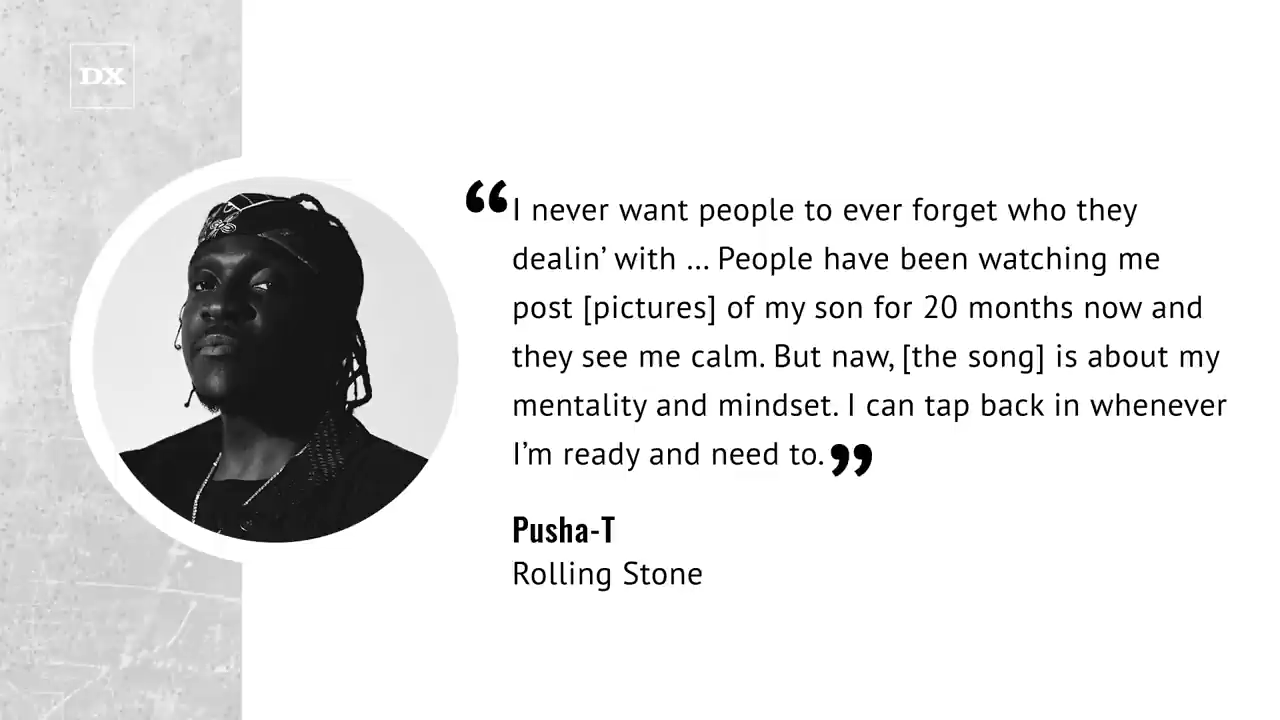 DX
“I never want people to ever forget who they
dealin’ with ... People have been watching me
post [pictures] of my son for 20 months now and
they see me calm. But naw, [the song] is about my
mentality and mindset. I can tap back in whenever
I’m ready and need to.”
Pusha-T
Rolling Stone